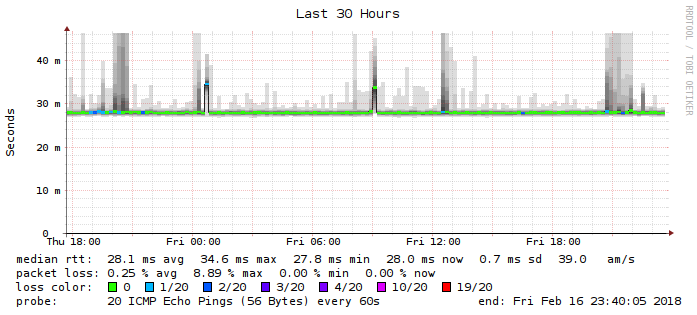 Last 30 Hours
RRDTOOL / TOBI OETIKER
Seconds
40 m
30 m
20 m
10 m
0
Thu 18:00 Fri 00:00 Fri 06:00 Fri 12:00 Fri 18:00
median rtt: 28.1 ms avg 34.6 ms max 27.8 ms min 28.0 ms now 0.7 ms sd 39.0 am/s
packet loss: 0.25 % avg 8.89 % max 0.00 % min 0.00 % now
loss color: 0 1/20 2/20 3/20 4/20 10/20 19/20
probe: 20 ICMP Echo Pings (56 Bytes) every 60s end: Fri Feb 16 23:40:05 2018